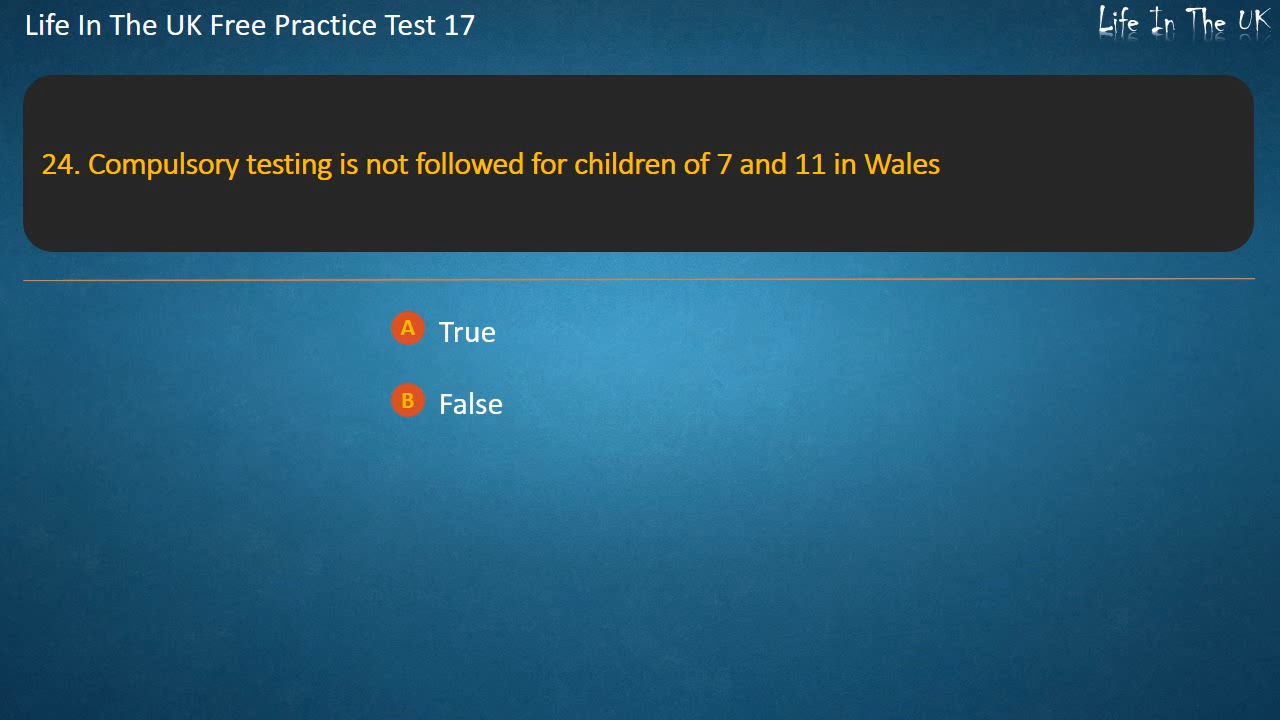 Life In The UK Free Practice Test 17
Life In The UK
24. Compulsory testing is not followed for children of 7 and 11 in Wales
A True
B False